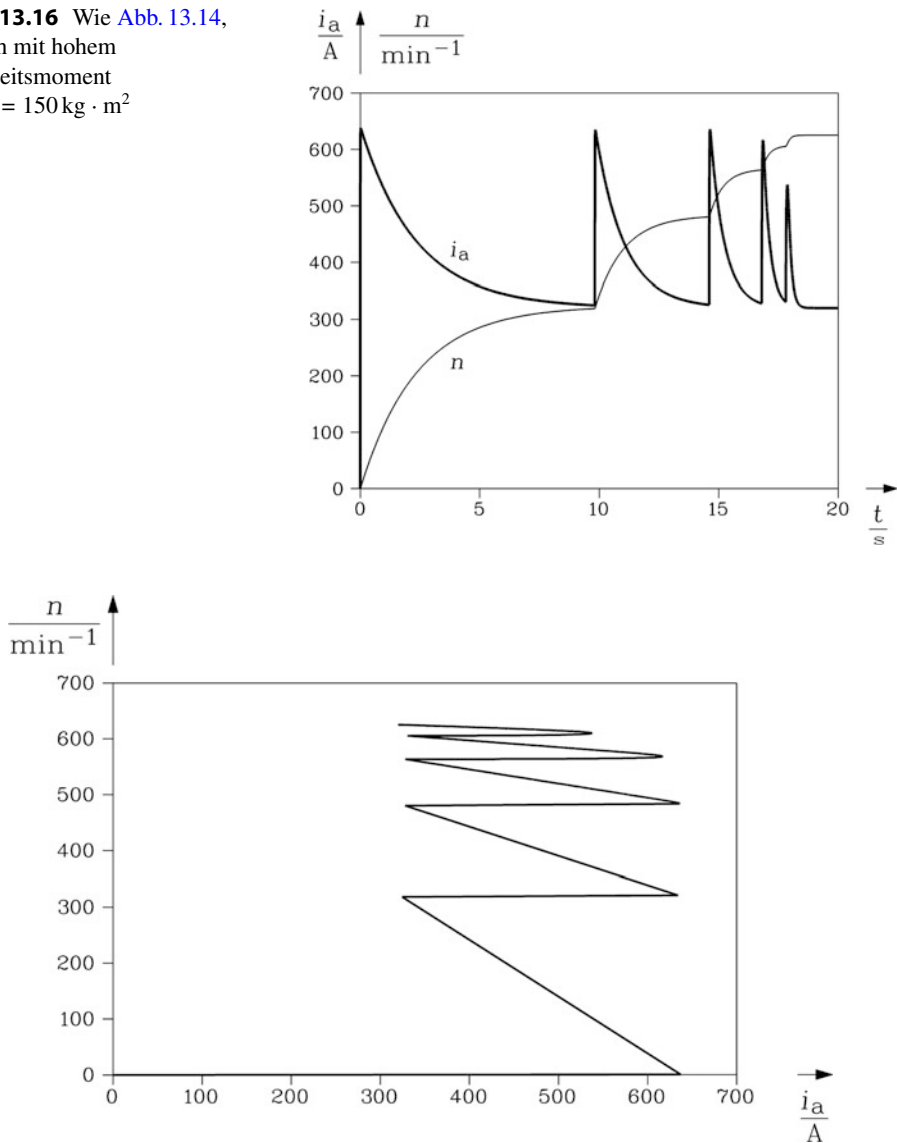 13.16 Wie Abb. 13.14,
mit hohem
= 150 kg · m²
i_a/A n/min⁻¹
700
600
500
400
300
200
100
0
i_a
n
0 5 10 15 20
t/s
n/min⁻¹
700
600
500
400
300
200
100
0
0 100 200 300 400 500 600 700
i_a/A